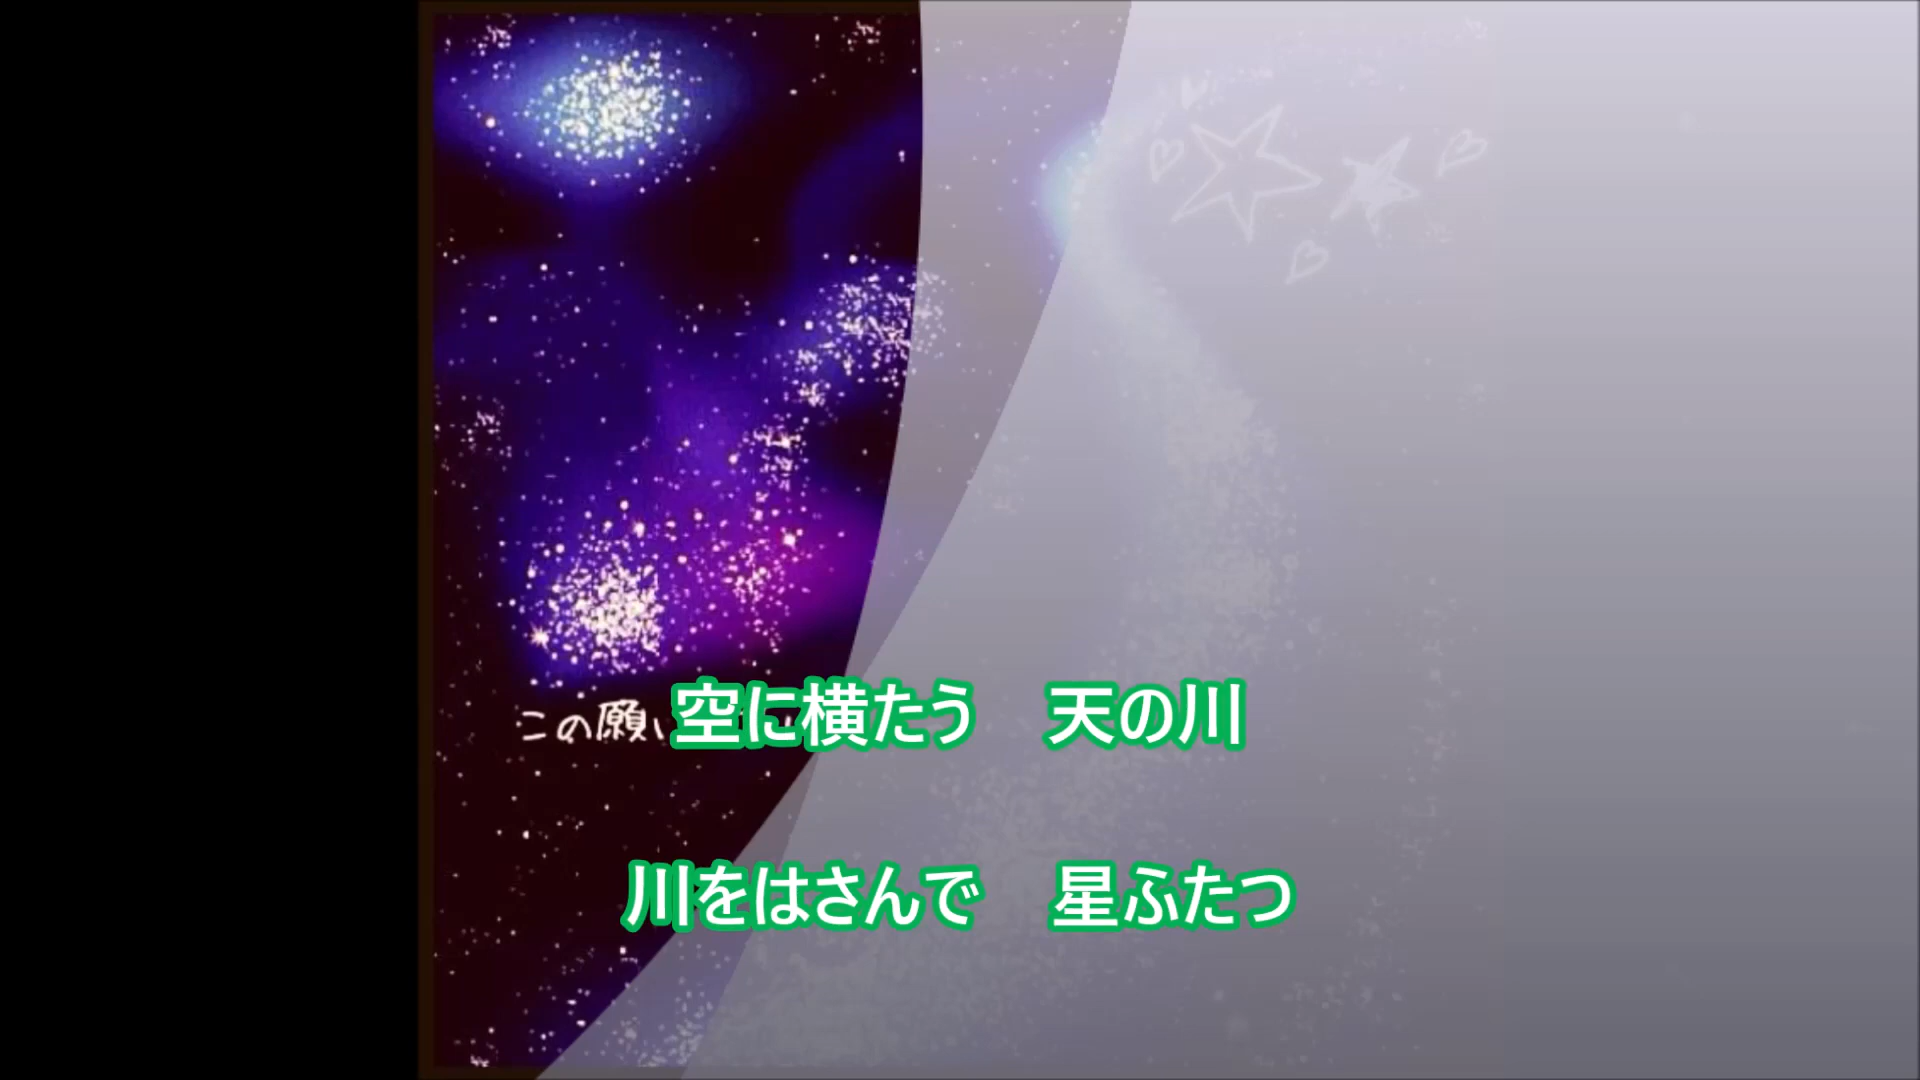 この願い
空に横たう　天の川
川をはさんで　星ふたつ